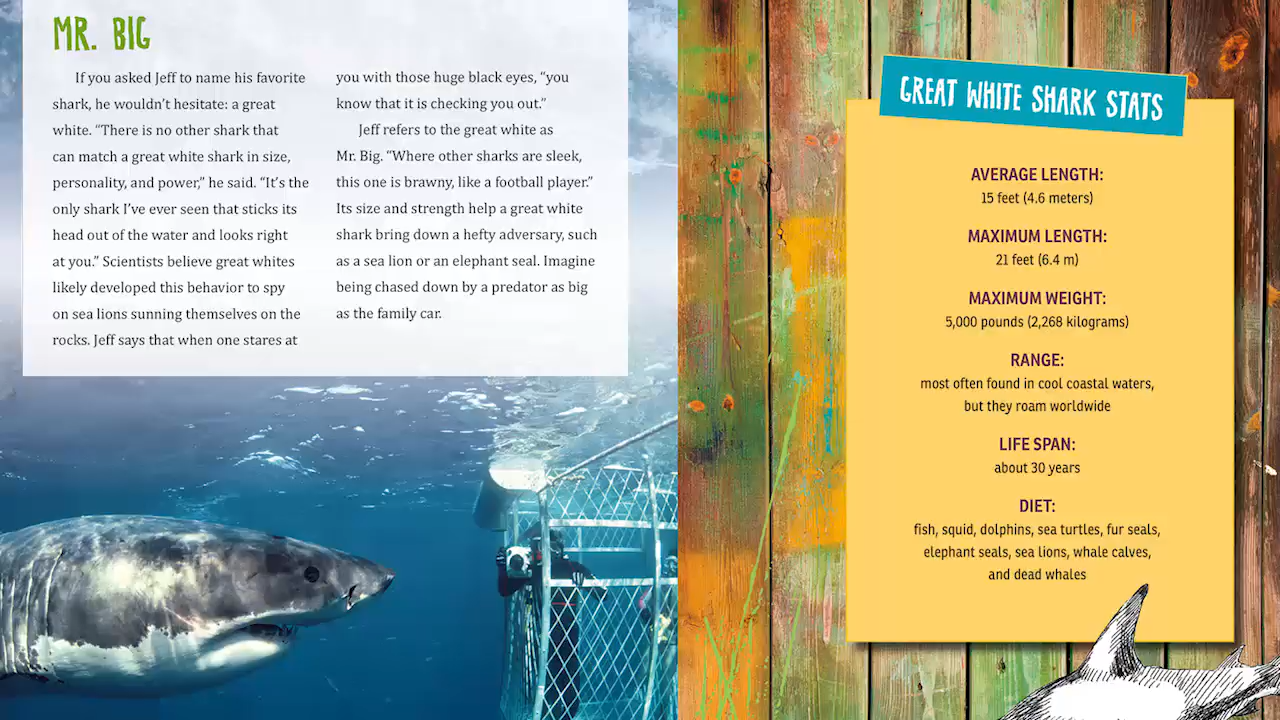 MR. BIG
If you asked Jeff to name his favorite
shark, he wouldn’t hesitate: a great
white. “There is no other shark that
can match a great white shark in size,
personality, and power,” he said. “It’s the
only shark I’ve ever seen that sticks its
head out of the water and looks right
at you.” Scientists believe great whites
likely developed this behavior to spy
on sea lions sunning themselves on the
rocks. Jeff says that when one stares at
you with those huge black eyes, “you
know that it is checking you out.”
Jeff refers to the great white as
Mr. Big. “Where other sharks are sleek,
this one is brawny, like a football player.”
Its size and strength help a great white
shark bring down a hefty adversary, such
as a sea lion or an elephant seal. Imagine
being chased down by a predator as big
as the family car.
GREAT WHITE SHARK STATS
AVERAGE LENGTH:
15 feet (4.6 meters)
MAXIMUM LENGTH:
21 feet (6.4 m)
MAXIMUM WEIGHT:
5,000 pounds (2,268 kilograms)
RANGE:
most often found in cool coastal waters,
but they roam worldwide
LIFE SPAN:
about 30 years
DIET:
fish, squid, dolphins, sea turtles, fur seals,
elephant seals, sea lions, whale calves,
and dead whales